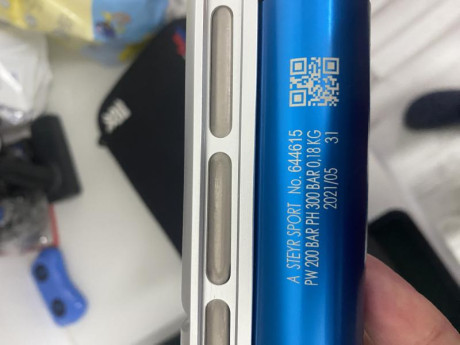 A STEYR SPORT No. 644615
PW 200 BAR PH 300 BAR 0,18 KG
2021/05 31